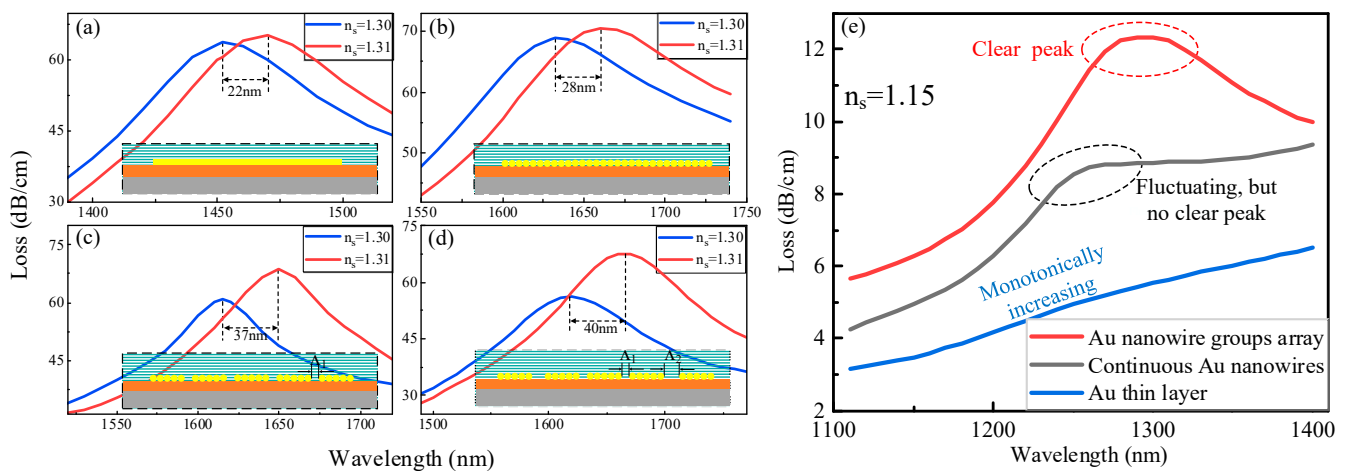 (a)
n_s=1.30
n_s=1.31
22nm
60
45
30
1400
1450
1500
(b)
n_s=1.30
n_s=1.31
28nm
70
60
50
1550
1600
1650
1700
1750
(c)
n_s=1.30
n_s=1.31
37nm
Λ₁
75
60
45
1550
1600
1650
1700
(d)
n_s=1.30
n_s=1.31
40nm
Λ₁
Λ₂
75
60
45
30
1500
1600
1700
Loss (dB/cm)
Wavelength (nm)
(e)
Clear peak
n_s=1.15
Fluctuating, but
no clear peak
Monotonically
increasing
Au nanowire groups array
Continuous Au nanowires
Au thin layer
12
10
8
6
4
2
1100
1200
1300
1400
Loss (dB/cm)
Wavelength (nm)